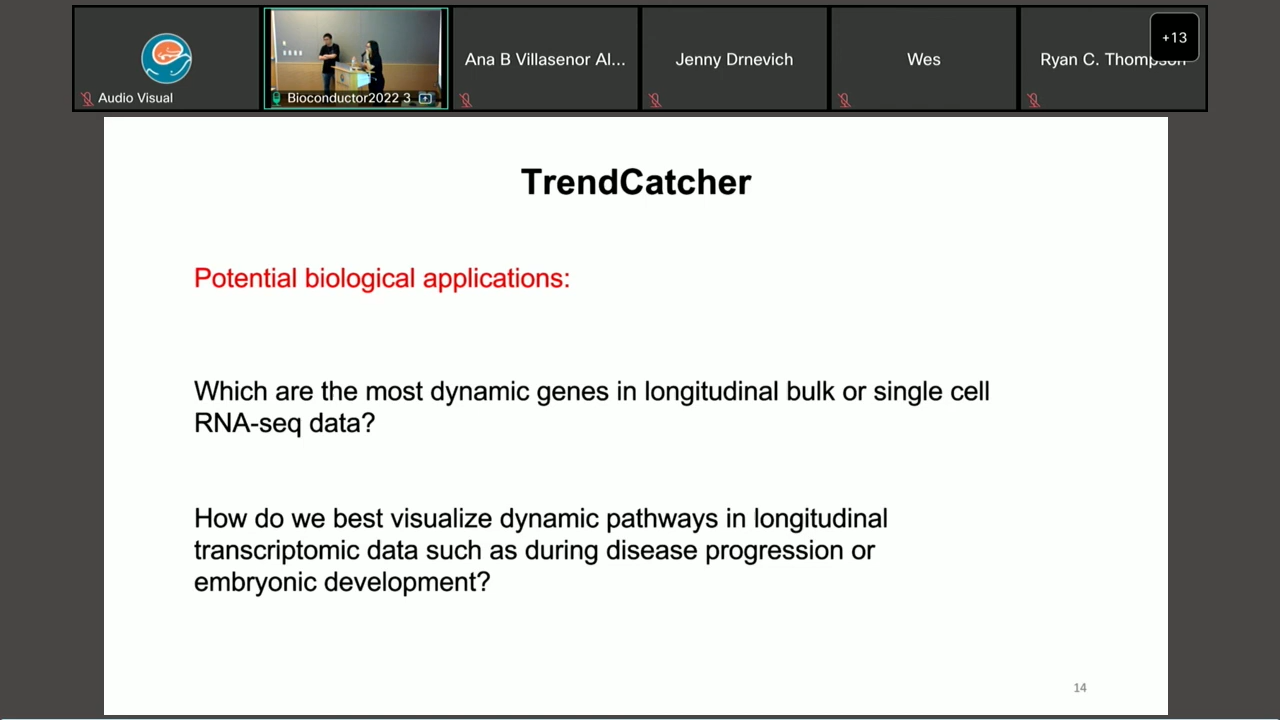 Audio Visual
Bioconductor2022 3
Ana B Villasenor Al...
Jenny Drnevich
Wes
Ryan C. Thompson
+13
TrendCatcher
Potential biological applications:
Which are the most dynamic genes in longitudinal bulk or single cell
RNA-seq data?
How do we best visualize dynamic pathways in longitudinal
transcriptomic data such as during disease progression or
embryonic development?
14